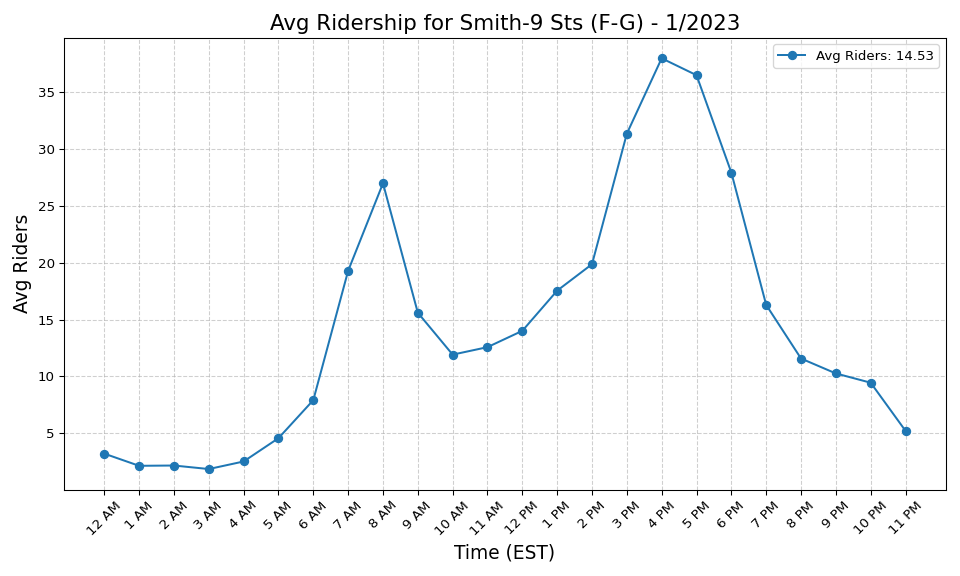 Avg Ridership for Smith-9 Sts (F-G) - 1/2023
Avg Riders: 14.53
35
30
25
20
15
10
5
Avg Riders
12 AM
1 AM
2 AM
3 AM
4 AM
5 AM
6 AM
7 AM
8 AM
9 AM
10 AM
11 AM
12 PM
1 PM
2 PM
3 PM
4 PM
5 PM
6 PM
7 PM
8 PM
9 PM
10 PM
11 PM
Time (EST)